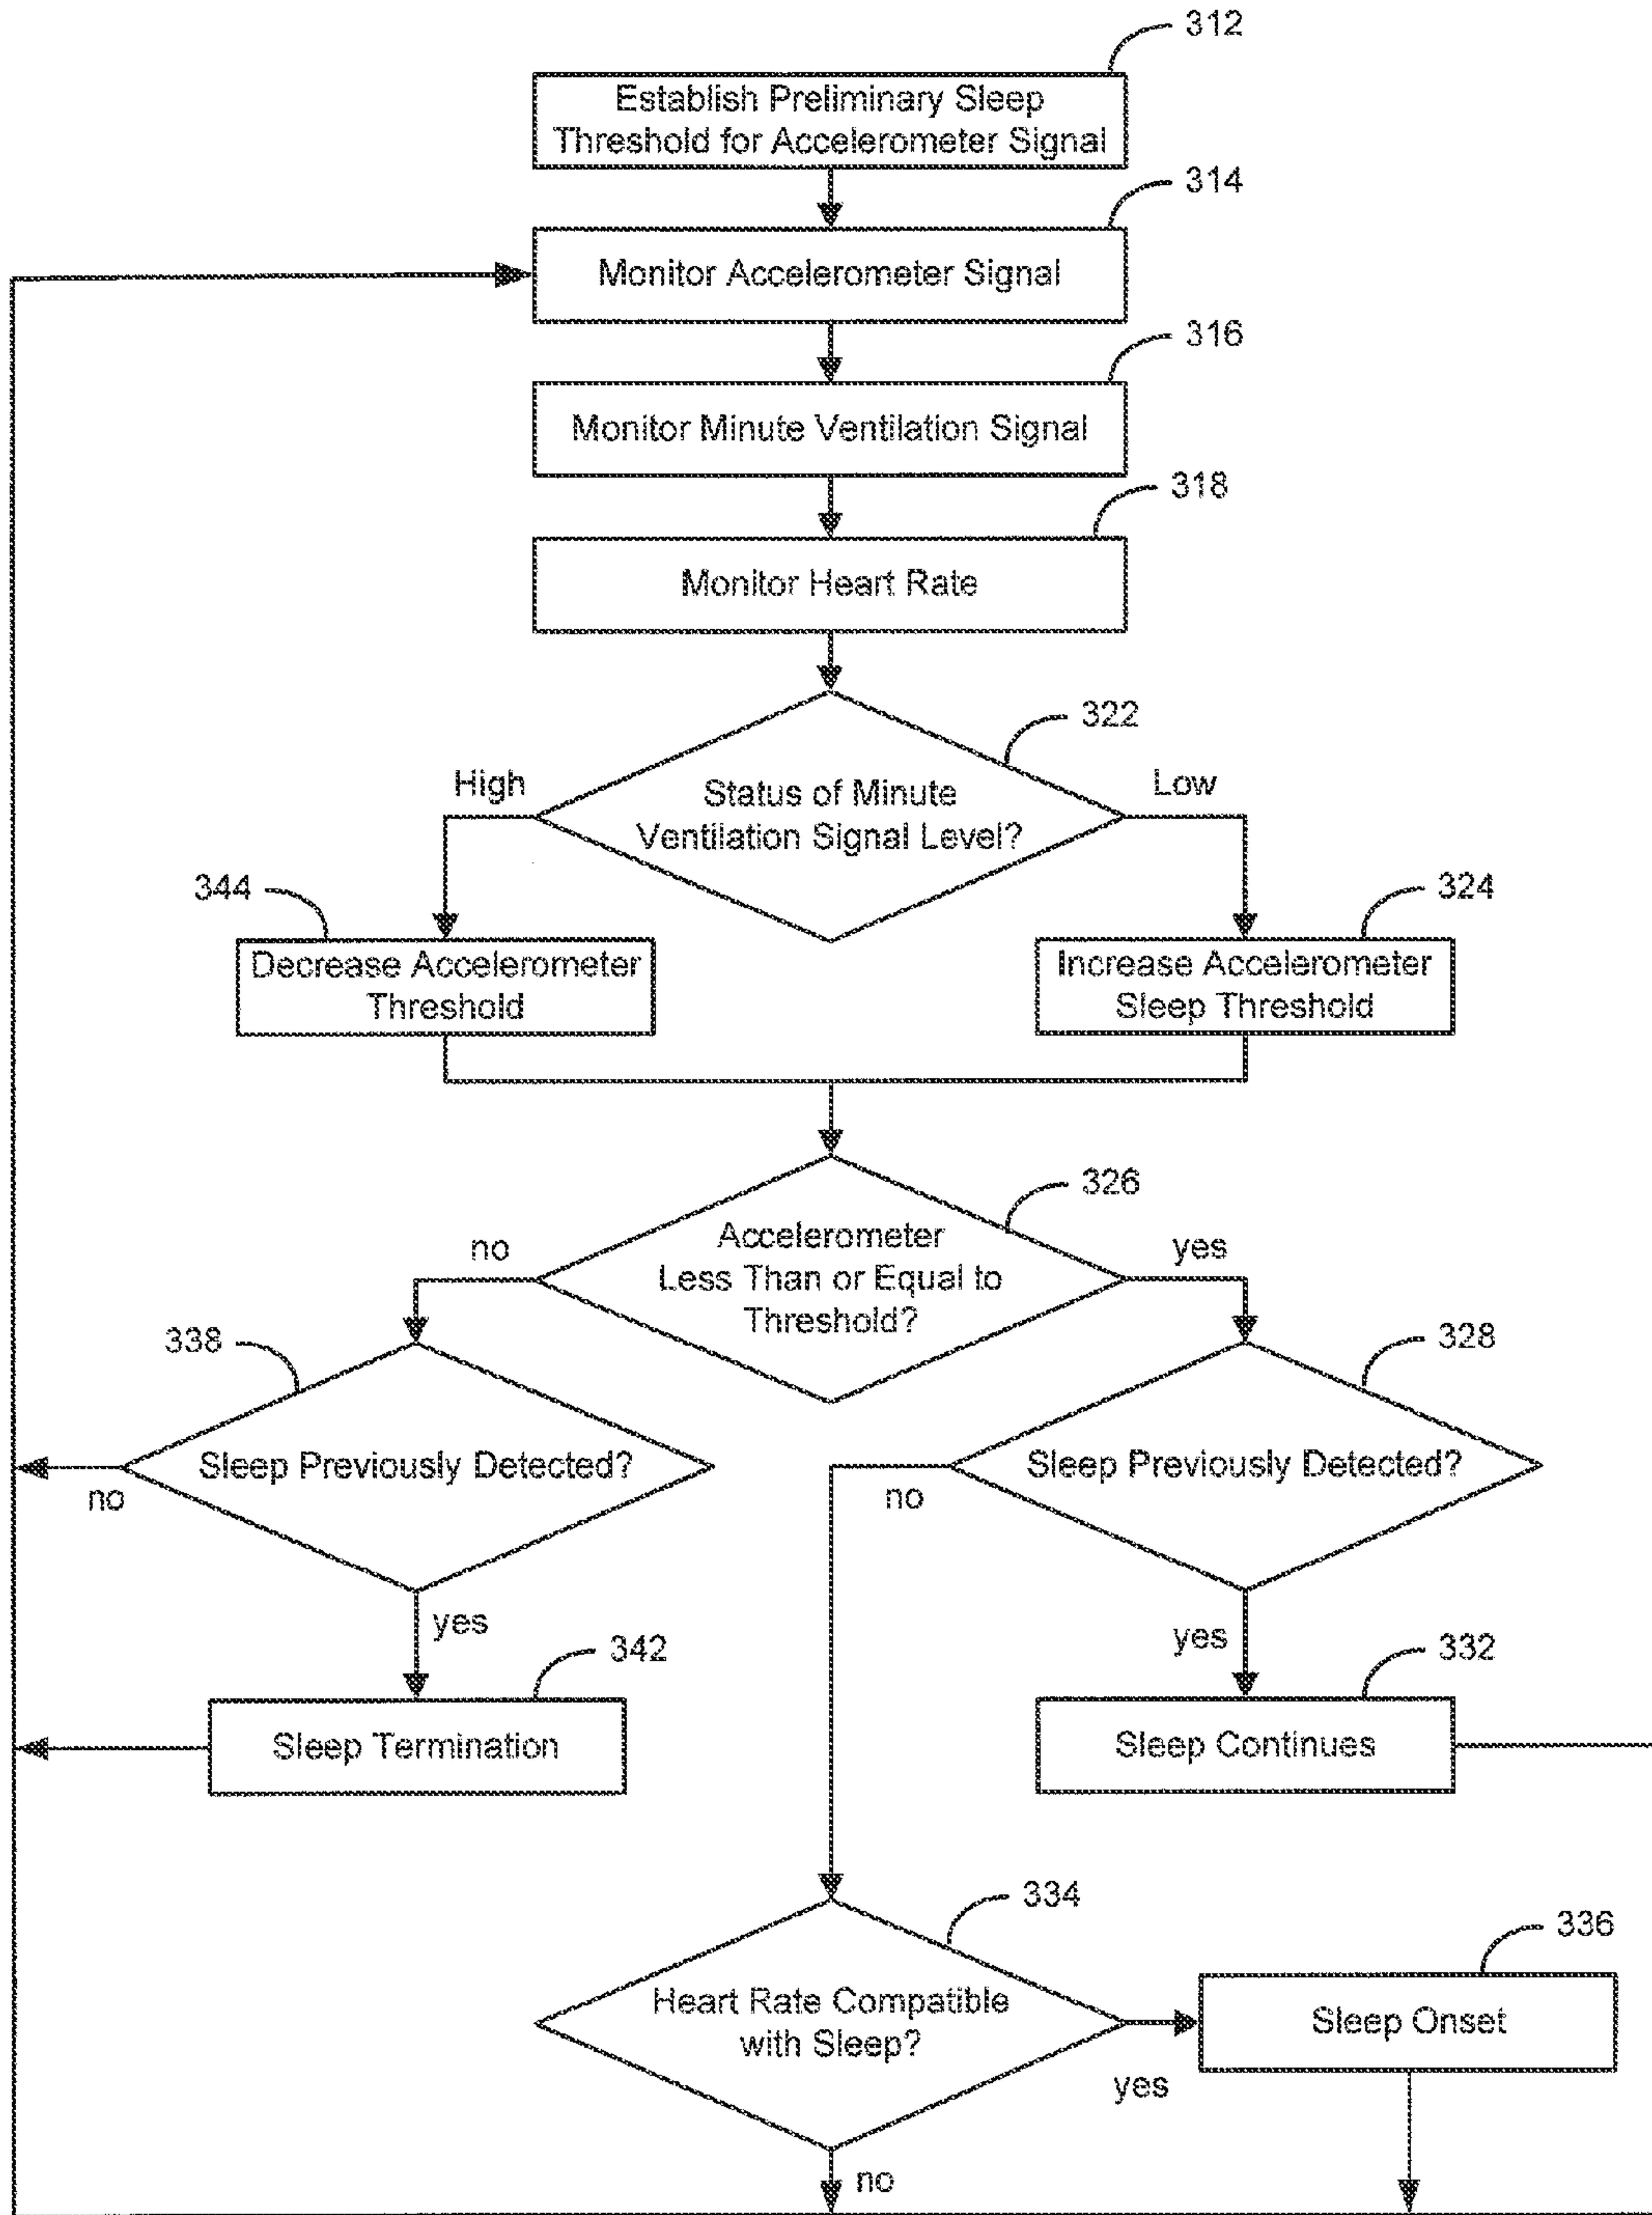 312
Establish Preliminary Sleep
Threshold for Accelerometer Signal
314
Monitor Accelerometer Signal
316
Monitor Minute Ventilation Signal
318
Monitor Heart Rate
322
High
Status of Minute
Ventilation Signal Level?
Low
344
Decrease Accelerometer
Threshold
324
Increase Accelerometer
Sleep Threshold
326
no
Accelerometer
Less Than or Equal to
Threshold?
yes
338
Sleep Previously Detected?
no
328
Sleep Previously Detected?
no
yes
342
Sleep Termination
yes
332
Sleep Continues
334
Heart Rate Compatible
with Sleep?
yes
336
Sleep Onset
no